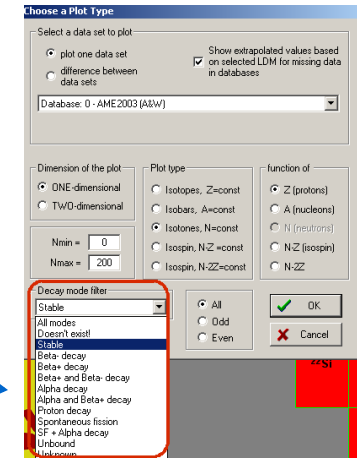 Choose a Plot Type
Select a data set to plot
plot one data set
difference between
data sets
Show extrapolated values based
on selected LDM for missing data
in databases
Database: 0 - AME2003 (A&W)
Dimension of the plot
ONE-dimensional
TWO-dimensional
Nmin = 0
Nmax = 200
Plot type
Isotopes, Z=const
Isobars, A=const
Isotones, N=const
Isospin, N-Z =const
Isospin, N-2Z=const
function of
Z (protons)
A (nucleons)
N (neutrons)
N-Z (isospin)
N-2Z
Decay mode filter
Stable
All modes
Doesn't exist!
Stable
Beta- decay
Beta+ decay
Beta+ and Beta- decay
Alpha decay
Alpha and Beta+ decay
Proton decay
Spontaneous fission
SF + Alpha decay
Unbound
Unknown
All
Odd
Even
OK
Cancel
²²Si